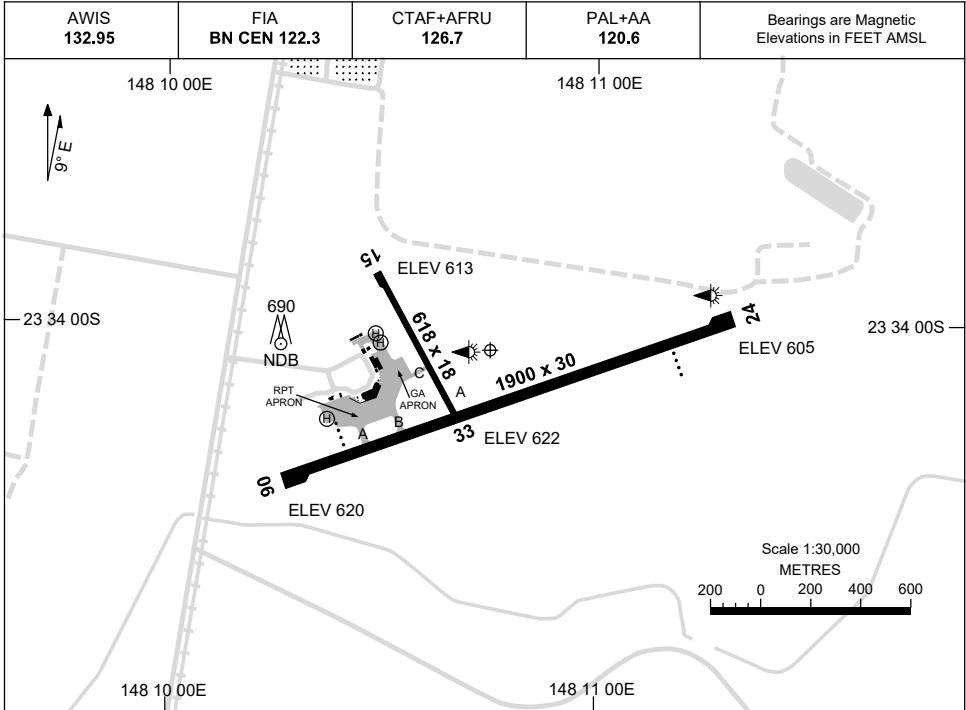 AWIS
132.95
FIA
BN CEN 122.3
CTAF+AFRU
126.7
PAL+AA
120.6
Bearings are Magnetic
Elevations in FEET AMSL
148 10 00E
148 11 00E
9° E
15
ELEV 613
690
NDB
23 34 00S
23 34 00S
24
ELEV 605
618 x 18
1900 x 30
H
H
H
C
A
RPT
APRON
GA
APRON
A
B
33
ELEV 622
06
ELEV 620
Scale 1:30,000
METRES
200 0 200 400 600
148 10 00E
148 11 00E